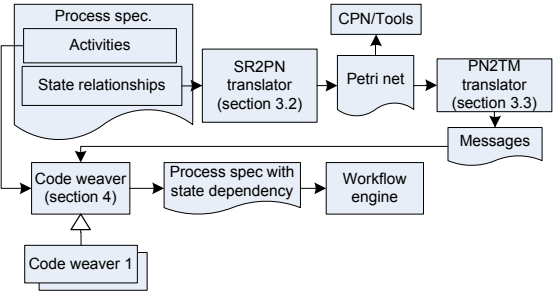 Process spec.
Activities
State relationships
SR2PN
translator
(section 3.2)
CPN/Tools
Petri net
PN2TM
translator
(section 3.3)
Messages
Code weaver
(section 4)
Process spec with
state dependency
Workflow
engine
Code weaver 1